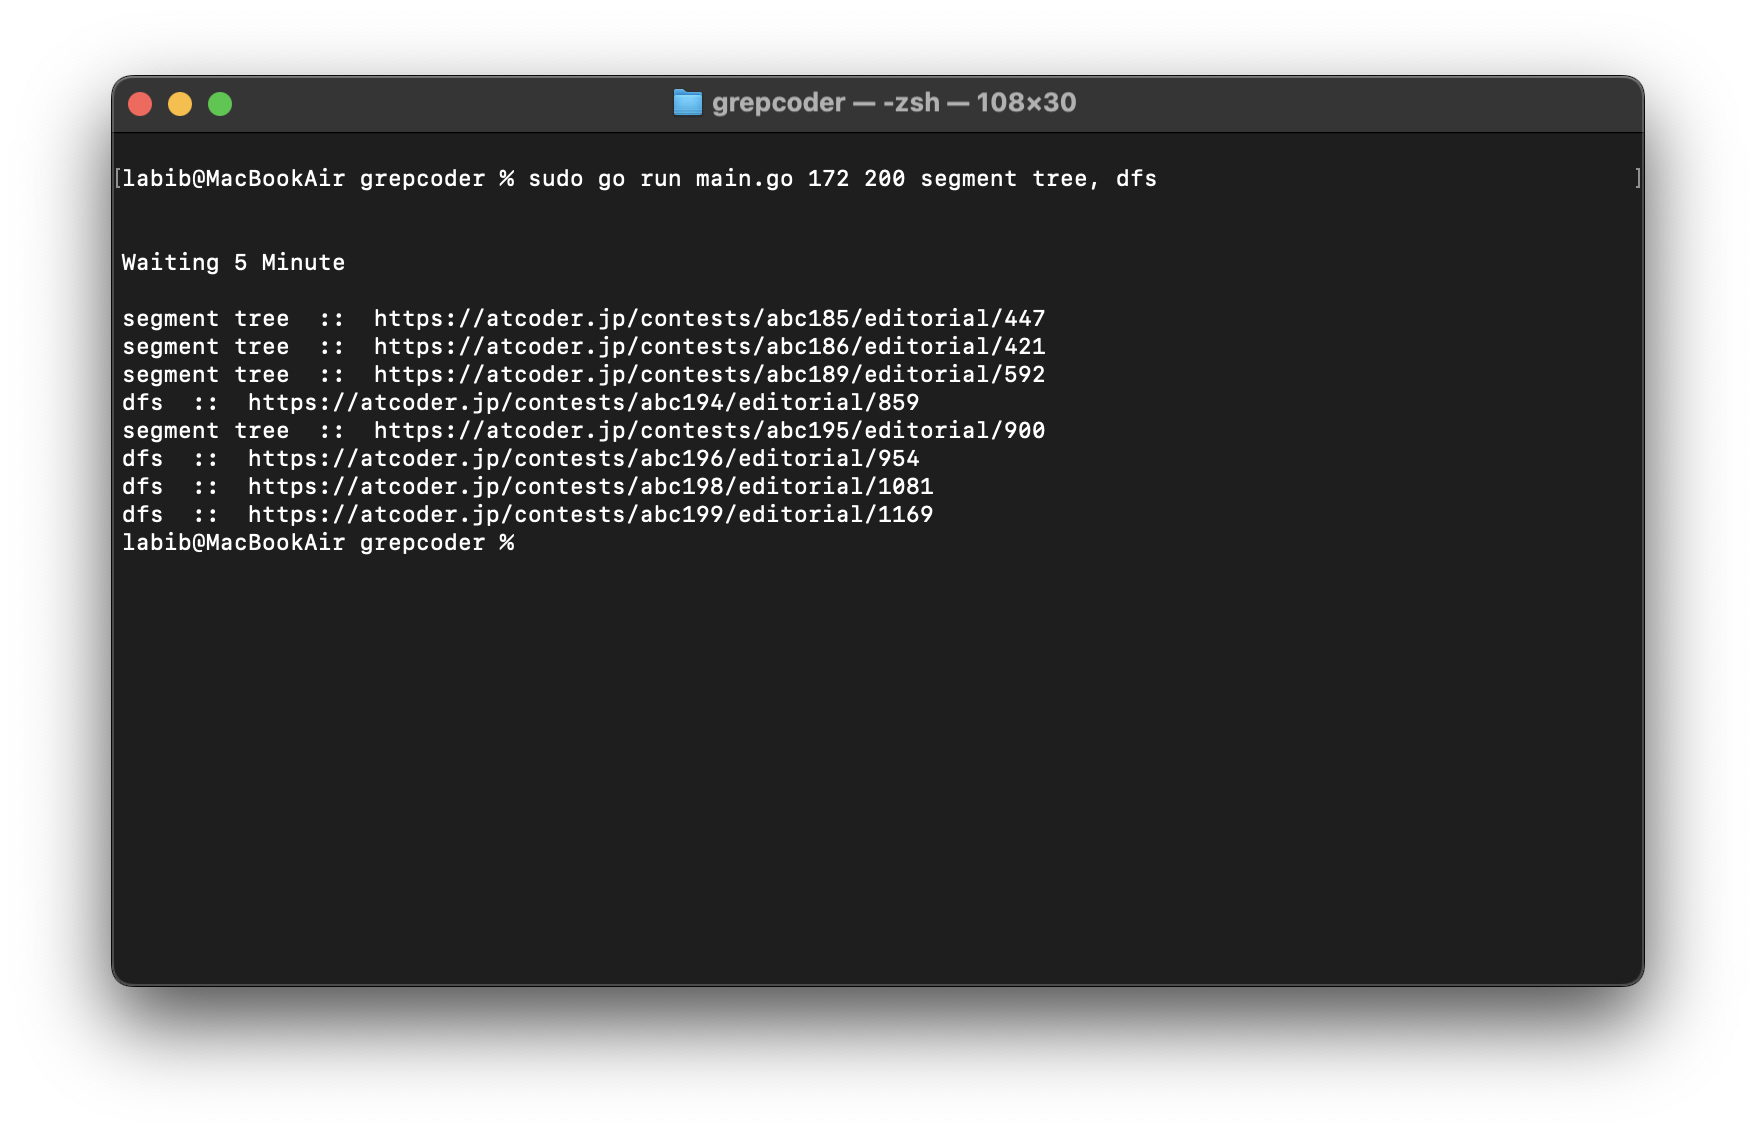 grepcoder — -zsh — 108×30
[labib@MacBookAir grepcoder % sudo go run main.go 172 200 segment tree, dfs ]
Waiting 5 Minute
segment tree  ::  https://atcoder.jp/contests/abc185/editorial/447
segment tree  ::  https://atcoder.jp/contests/abc186/editorial/421
segment tree  ::  https://atcoder.jp/contests/abc189/editorial/592
dfs  ::  https://atcoder.jp/contests/abc194/editorial/859
segment tree  ::  https://atcoder.jp/contests/abc195/editorial/900
dfs  ::  https://atcoder.jp/contests/abc196/editorial/954
dfs  ::  https://atcoder.jp/contests/abc198/editorial/1081
dfs  ::  https://atcoder.jp/contests/abc199/editorial/1169
labib@MacBookAir grepcoder %